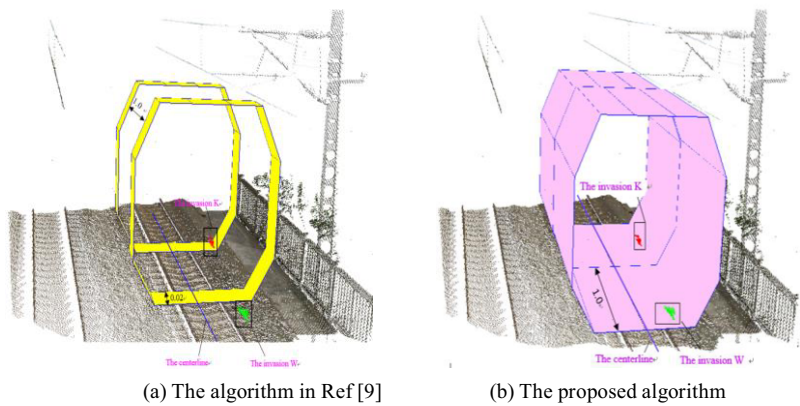 1.0
The invasion K
0.02
The centerline
The invasion W
The invasion K
1.0
The centerline
The invasion W
(a) The algorithm in Ref [9]
(b) The proposed algorithm